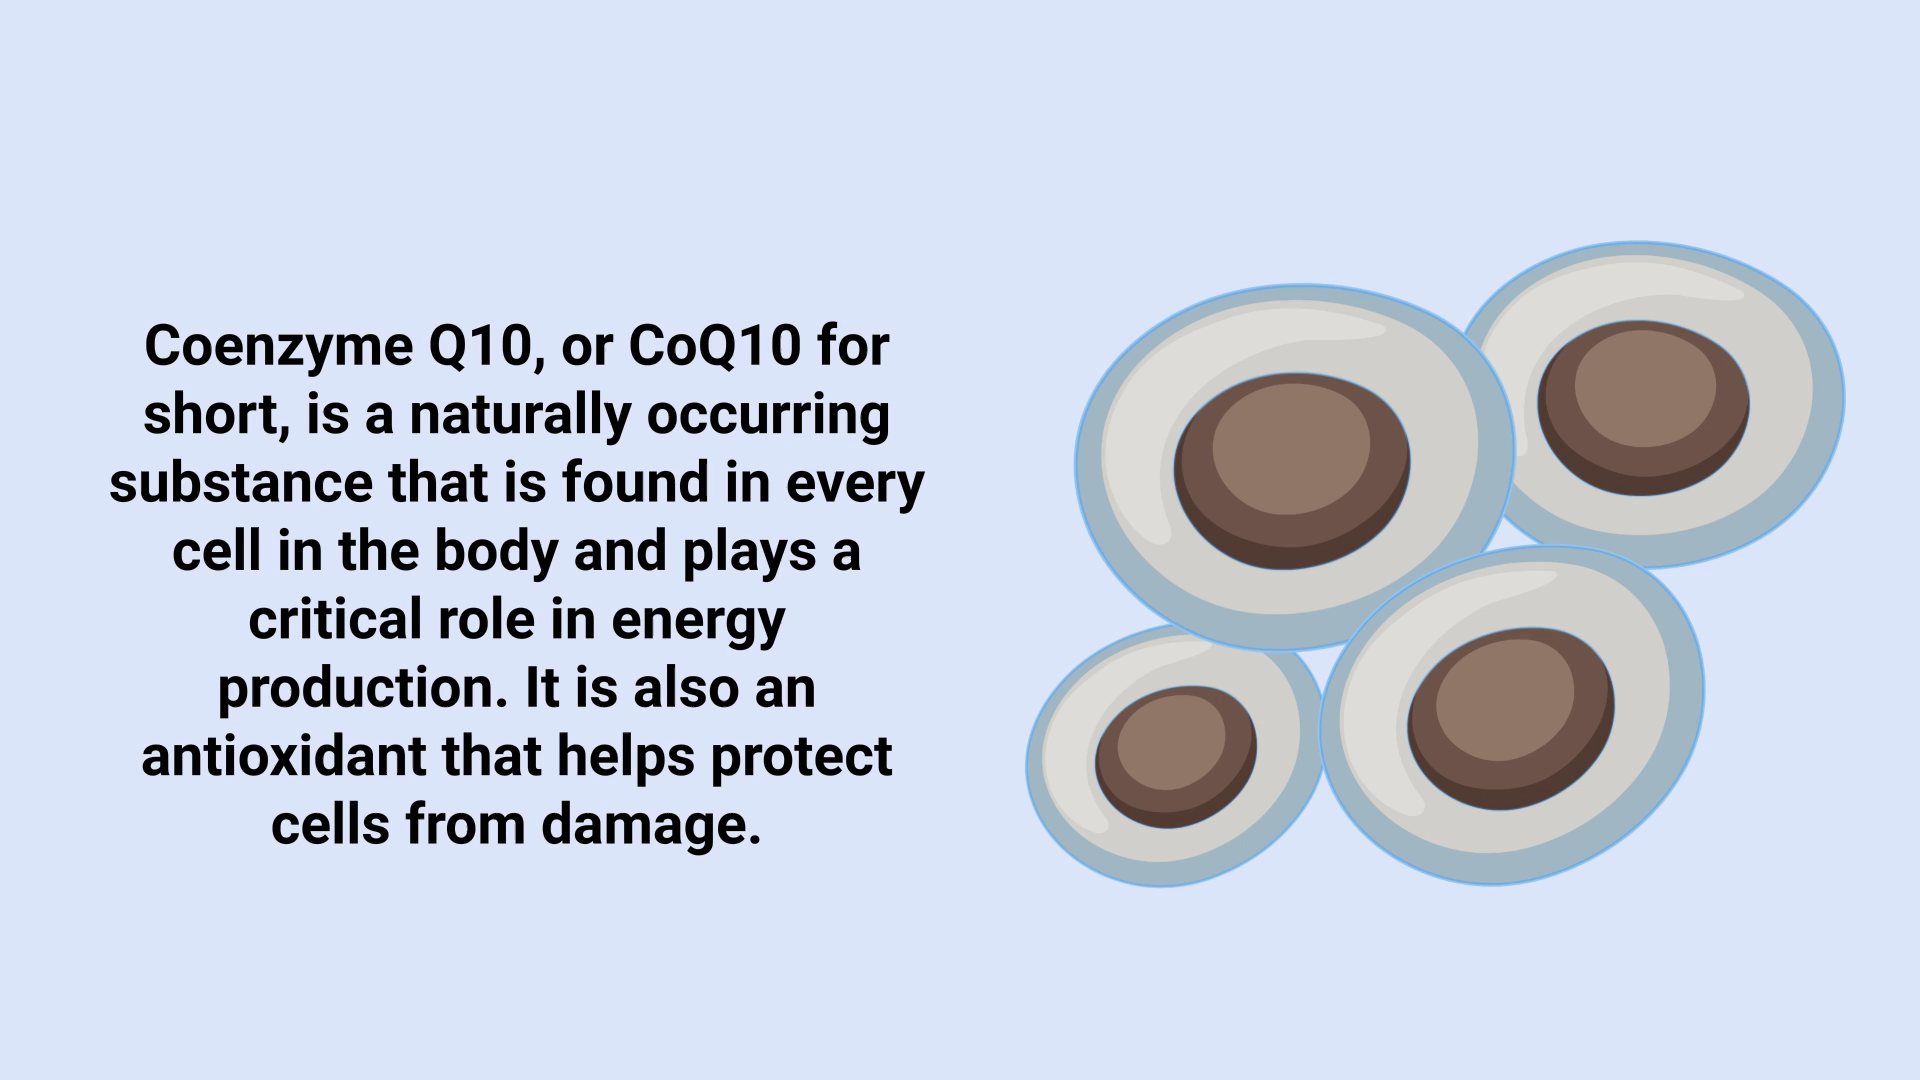 Coenzyme Q10, or CoQ10 for
short, is a naturally occurring
substance that is found in every
cell in the body and plays a
critical role in energy
production. It is also an
antioxidant that helps protect
cells from damage.